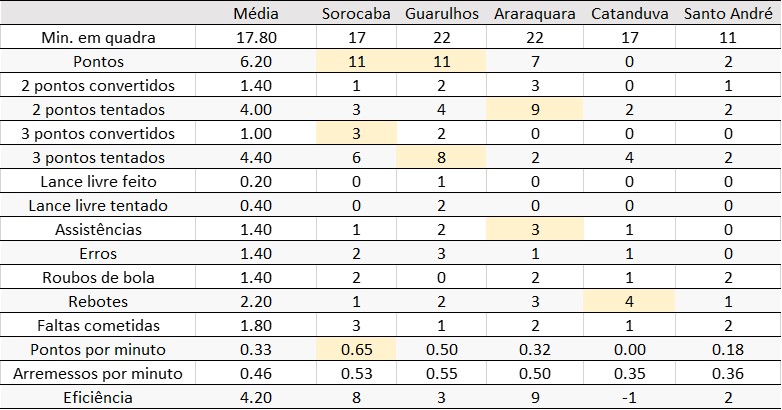 Média Sorocaba Guarulhos Araraquara Catanduva Santo André
Min. em quadra 17.80 17 22 22 17 11
Pontos 6.20 11 11 7 0 2
2 pontos convertidos 1.40 1 2 3 0 1
2 pontos tentados 4.00 3 4 9 2 2
3 pontos convertidos 1.00 3 2 0 0 0
3 pontos tentados 4.40 6 8 2 4 2
Lance livre feito 0.20 0 1 0 0 0
Lance livre tentado 0.40 0 2 0 0 0
Assistências 1.40 1 2 3 1 0
Erros 1.40 2 3 1 1 0
Roubos de bola 1.40 2 0 2 1 2
Rebotes 2.20 1 2 3 4 1
Faltas cometidas 1.80 3 1 2 1 2
Pontos por minuto 0.33 0.65 0.50 0.32 0.00 0.18
Arremessos por minuto 0.46 0.53 0.55 0.50 0.35 0.36
Eficiência 4.20 8 3 9 -1 2